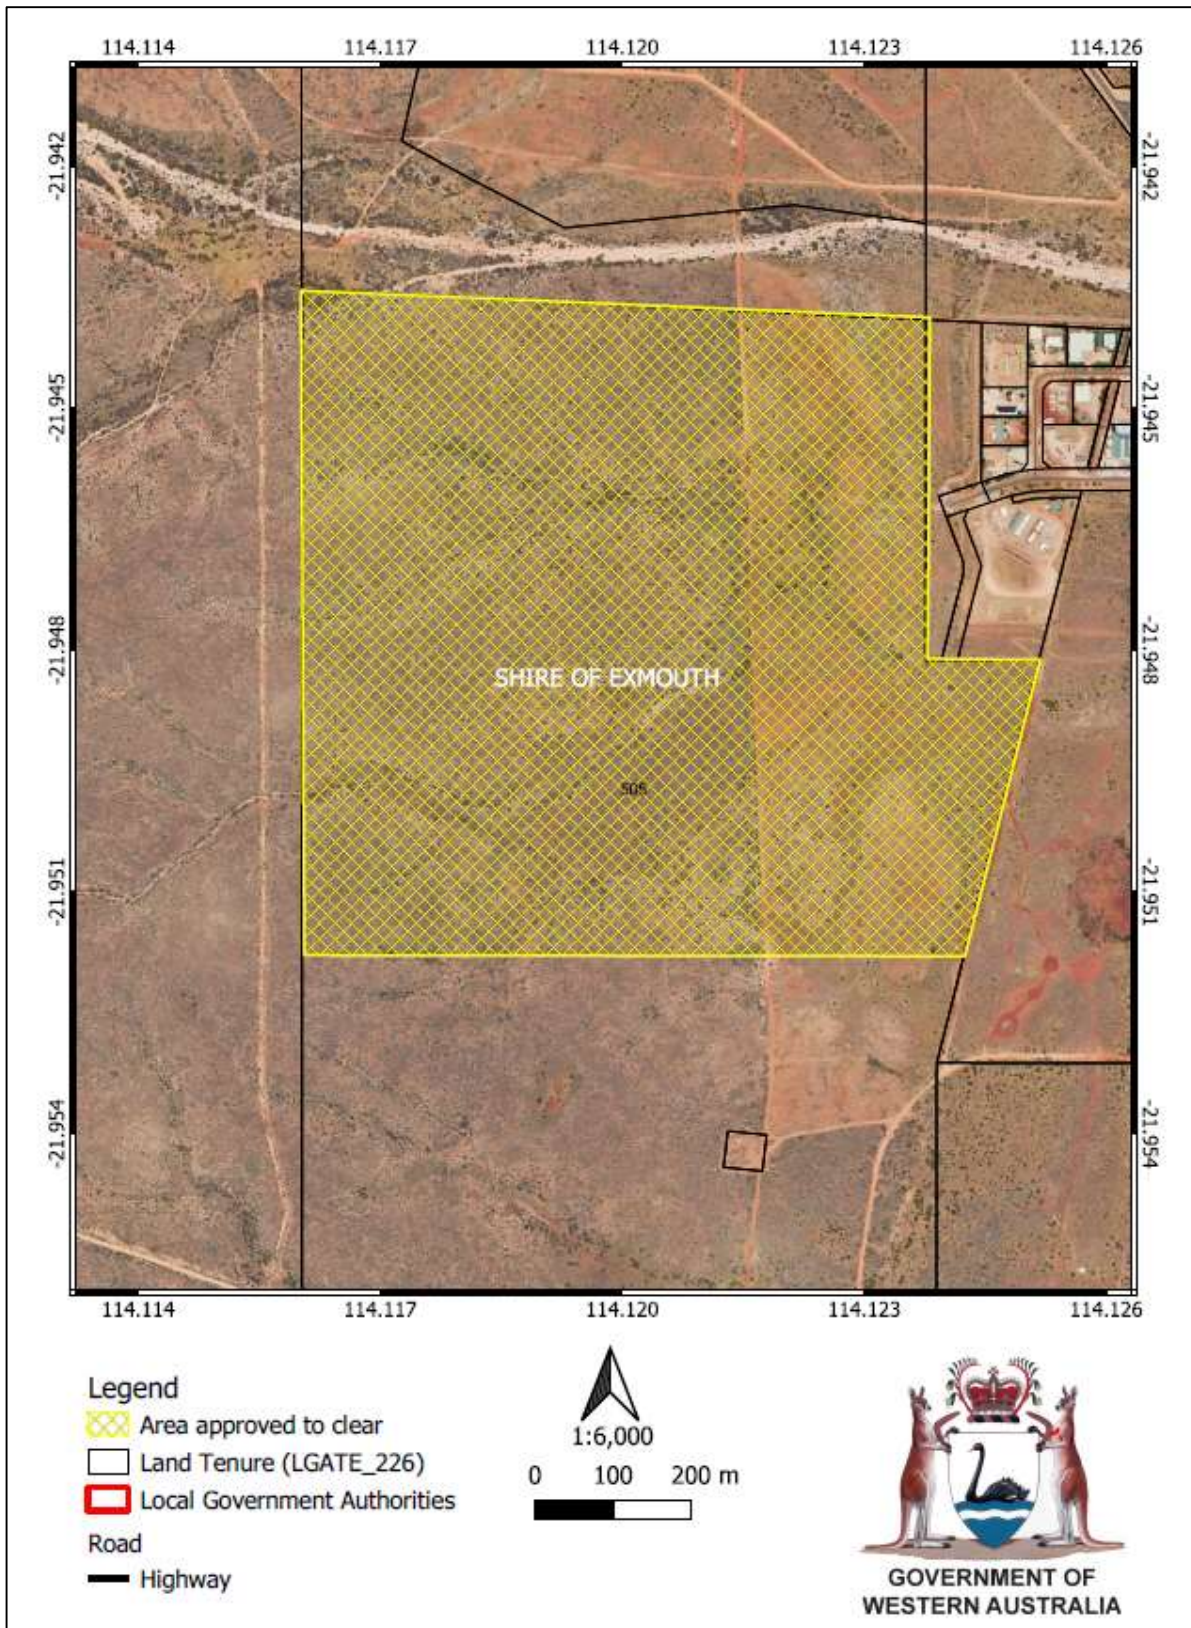 114.114 114.117 114.120 114.123 114.126
-21.942 -21.942
-21.945 -21.945
-21.948 -21.948
SHIRE OF EXMOUTH
505
-21.951 -21.951
-21.954 -21.954
114.114 114.117 114.120 114.123 114.126
Legend
Area approved to clear
Land Tenure (LGATE_226)
Local Government Authorities
Road
Highway
1:6,000
0 100 200 m
GOVERNMENT OF
WESTERN AUSTRALIA